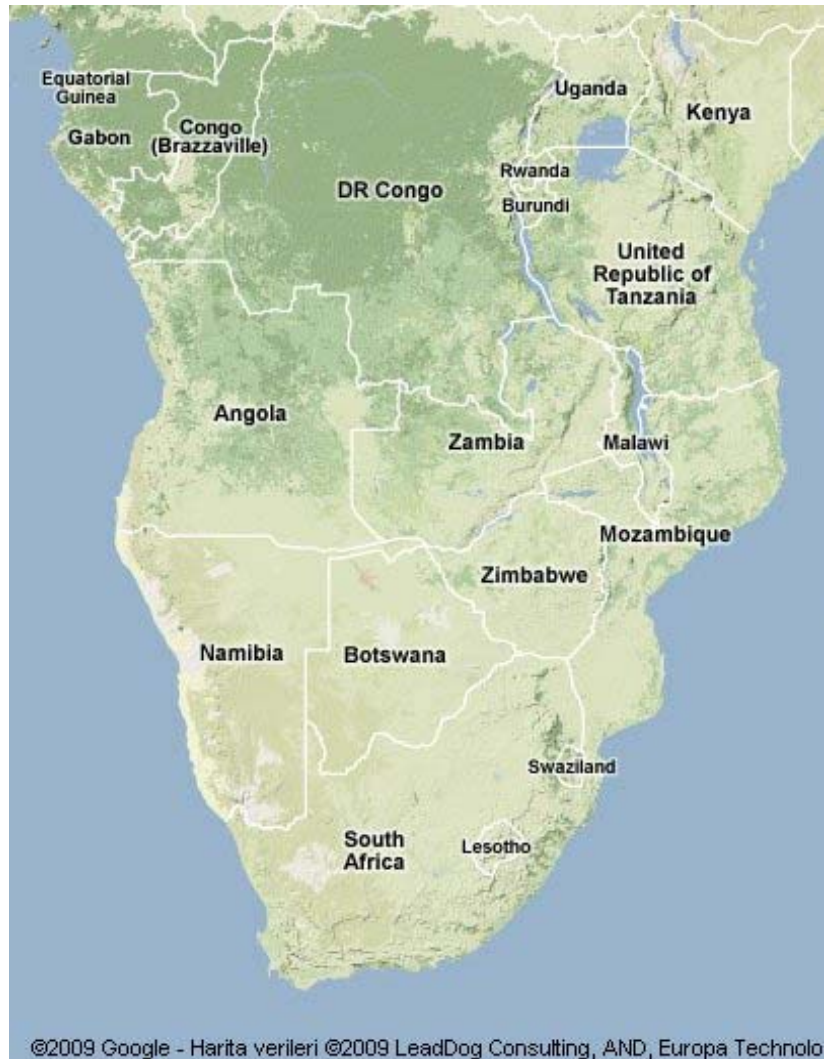 Equatorial
Guinea
Gabon
Congo
(Brazzaville)
DR Congo
Uganda
Kenya
Rwanda
Burundi
United
Republic of
Tanzania
Angola
Zambia
Malawi
Mozambique
Zimbabwe
Namibia
Botswana
Swaziland
South
Africa
Lesotho
©2009 Google - Harita verileri ©2009 LeadDog Consulting, AND, Europa Technolo